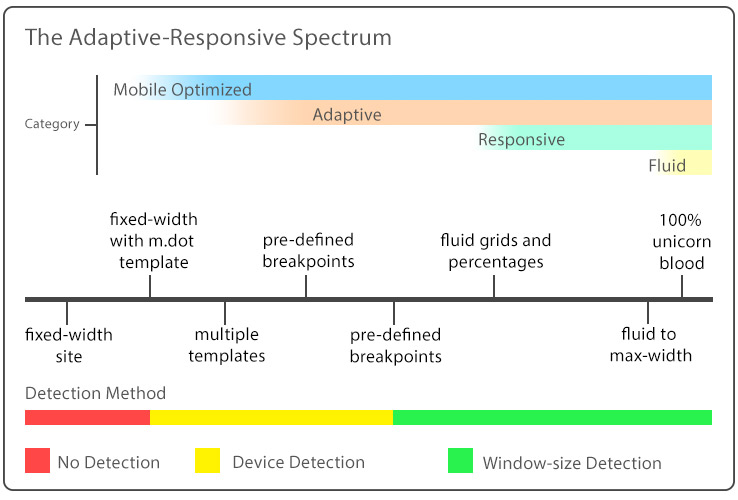 The Adaptive-Responsive Spectrum
Mobile Optimized
Adaptive
Category
Responsive
Fluid
fixed-width
with m.dot
template
pre-defined
breakpoints
fluid grids and
percentages
100%
unicorn
blood
fixed-width
site
multiple
templates
pre-defined
breakpoints
fluid to
max-width
Detection Method
No Detection
Device Detection
Window-size Detection